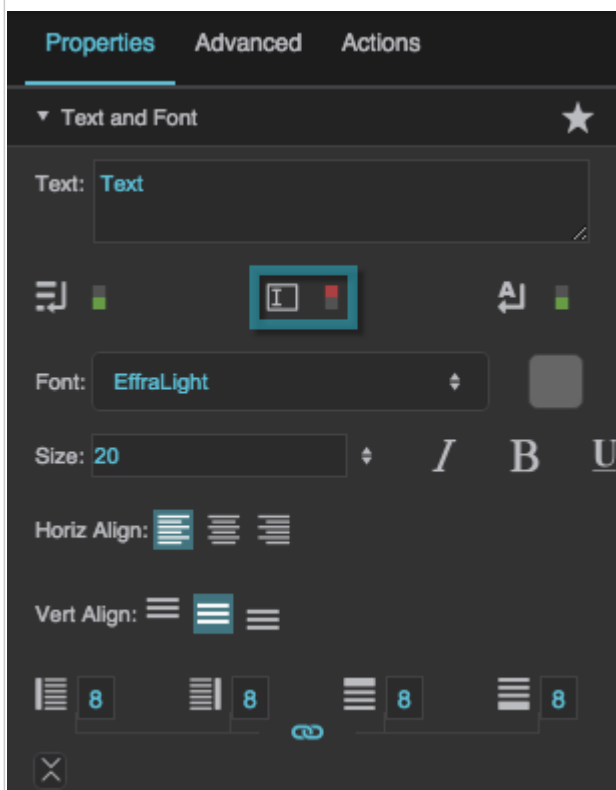 Properties Advanced Actions
Text and Font
Text: Text
A
Font: EffraLight
Size: 20 I B U
Horiz Align:
Vert Align:
8 8 8 8